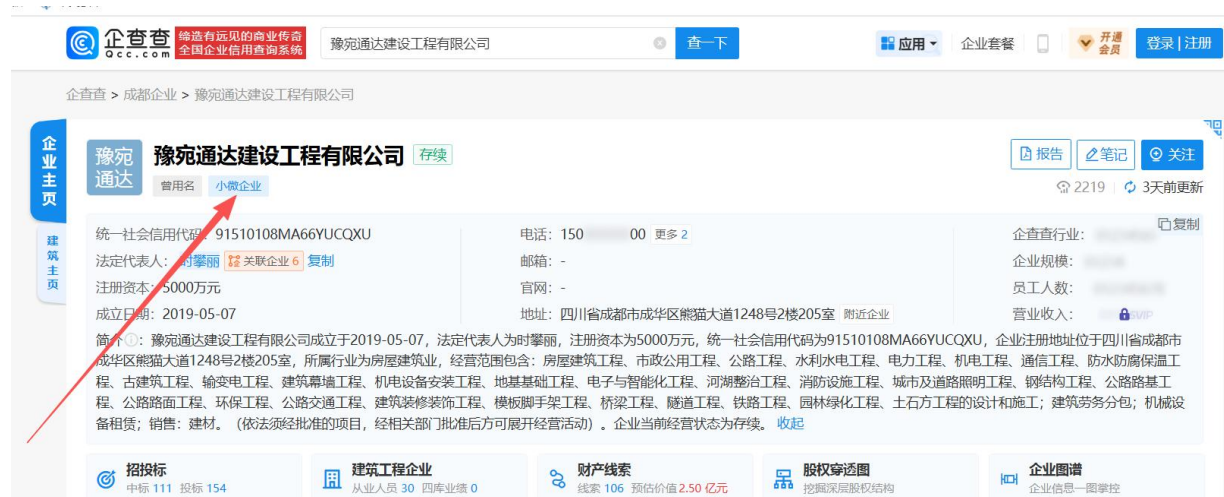 企查查
Qcc.com
缔造有远见的商业传奇
全国企业信用查询系统
豫宛通达建设工程有限公司
查一下
应用
企业套餐
开通
会员
登录 | 注册
企查查 > 成都企业 > 豫宛通达建设工程有限公司
企业主页
建筑主页
豫宛
通达
豫宛通达建设工程有限公司 存续
曾用名 小微企业
报告 笔记 关注
2219 3天前更新
复制
统一社会信用代码: 91510108MA66YUCQXU
电话: 150 00 更多 2
企查查行业:
法定代表人: 时攀丽 关联企业 6 复制
邮箱: -
企业规模:
注册资本: 5000万元
官网: -
员工人数:
成立日期: 2019-05-07
地址: 四川省成都市成华区熊猫大道1248号2楼205室 附近企业
营业收入: SVIP
简介: 豫宛通达建设工程有限公司成立于2019-05-07，法定代表人为时攀丽，注册资本为5000万元，统一社会信用代码为91510108MA66YUCQXU，企业注册地址位于四川省成都市
成华区熊猫大道1248号2楼205室，所属行业为房屋建筑业，经营范围包含：房屋建筑工程、市政公用工程、公路工程、水利水电工程、电力工程、机电工程、通信工程、防水防腐保温工
程、古建筑工程、输变电工程、建筑幕墙工程、机电设备安装工程、地基基础工程、电子与智能化工程、河湖整治工程、消防设施工程、城市及道路照明工程、钢结构工程、公路路基工
程、公路路面工程、环保工程、公路交通工程、建筑装修装饰工程、模板脚手架工程、桥梁工程、隧道工程、铁路工程、园林绿化工程、土石方工程的设计和施工；建筑劳务分包；机械设
备租赁；销售：建材。（依法须经批准的项目，经相关部门批准后方可展开经营活动）。企业当前经营状态为存续。 收起
招投标
中标 111 投标 154
建筑工程企业
从业人员 30 四库业绩 0
财产线索
线索 106 预估价值2.50 亿元
股权穿透图
挖掘深层股权结构
企业图谱
企业信息一图掌控